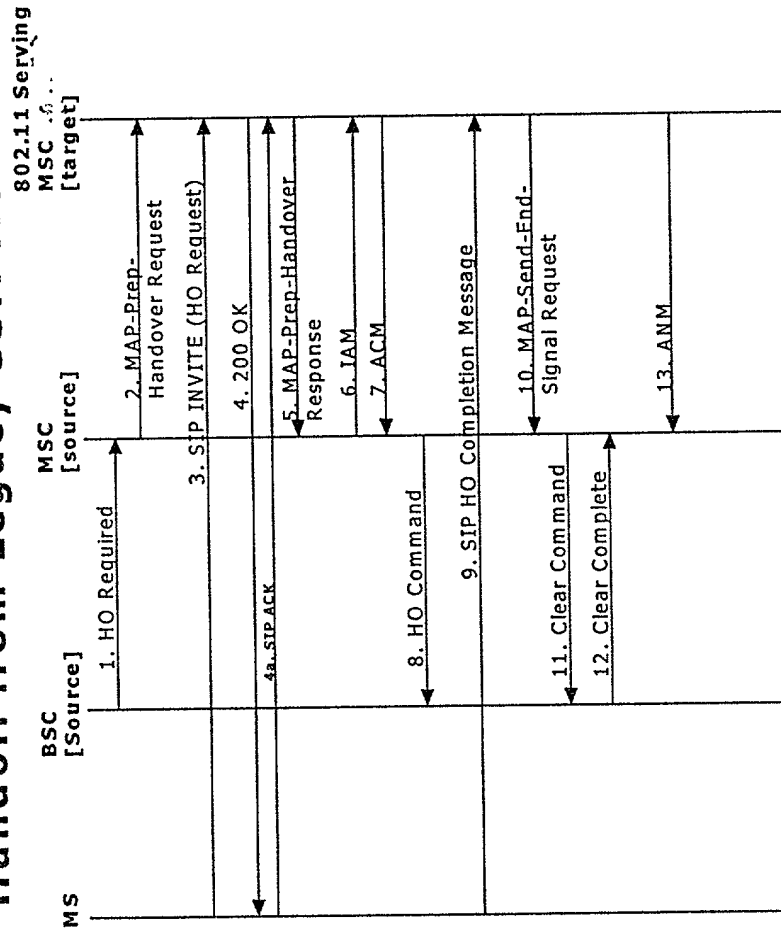 Handoff from
MS
BSC
[Source]
MSC
[source]
802.11 Serving
MSC
[target]
1. HO Required
2. MAP-Prep-
Handover Request
3. SIP INVITE (HO Request)
4. 200 OK
4a. SIP ACK
5. MAP-Prep-Handover
Response
6. IAM
7. ACM
8. HO Command
9. SIP HO Completion Message
10. MAP-Send-End-
Signal Request
11. Clear Command
12. Clear Complete
13. ANM